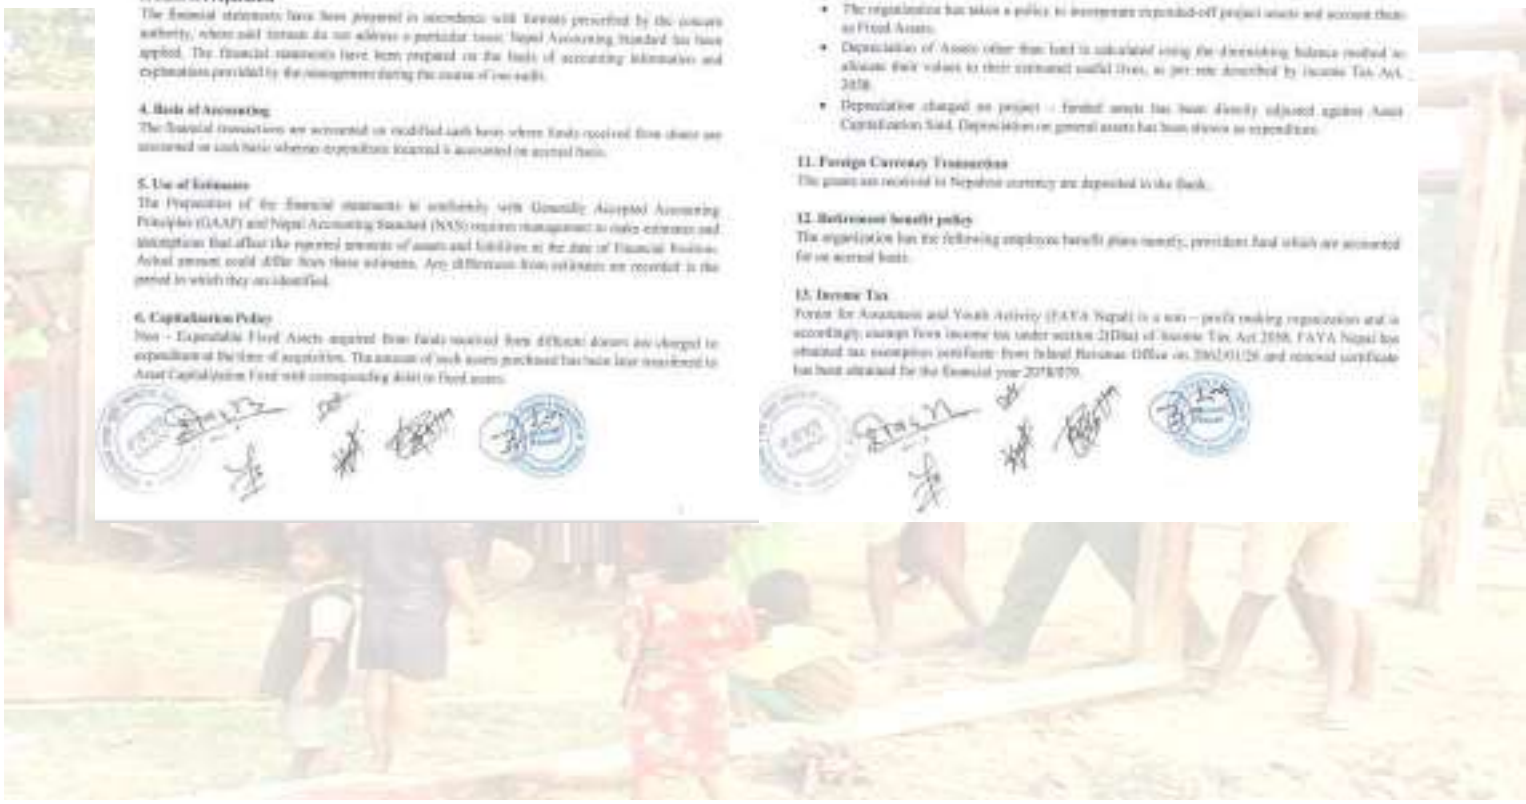 The financial statements have been prepared in accordance with formats prescribed by the concern
authority, where said formats do not address a particular issue, Nepal Accounting Standard has been
applied. The financial statements have been prepared on the basis of accounting information and
explanations provided by the management during the course of our audit.
4. Basis of Accounting
The financial transactions are accounted on modified cash basis where funds received from donor are
accounted on cash basis whereas expenditure incurred is accounted on accrual basis.
5. Use of Estimates
The Preparation of the financial statements in conformity with Generally Accepted Accounting
Principles (GAAP) and Nepal Accounting Standard (NAS) requires management to make estimates and
assumptions that affect the reported amounts of assets and liabilities at the date of Financial Position.
Actual amount could differ from these estimates. Any differences from estimates are recorded in the
period in which they are identified.
6. Capitalization Policy
Non - Expendable Fixed Assets acquired from funds received from different donors are charged to
expenditure at the time of acquisition. The amount of such assets purchased has been later transferred to
Asset Capitalization Fund with corresponding debit to fixed assets.
• The organization has taken a policy to incorporate expended-off project assets and account them
as Fixed Assets.
• Depreciation of Assets other than land is calculated using the diminishing balance method to
allocate their values to their estimated useful lives, as per rate described by Income Tax Act,
2058.
• Depreciation charged on project – funded assets has been directly adjusted against Asset
Capitalization fund. Depreciation on general assets has been shown as expenditure.
11. Foreign Currency Transaction
The grants are received in Nepalese currency are deposited in the Bank.
12. Retirement benefit policy
The organization has the following employee benefit plans namely, provident fund which are accounted
for on accrual basis.
13. Income Tax
Forum for Awareness and Youth Activity (FAYA Nepal) is a non – profit making organization and is
accordingly exempt from income tax under section 2(Dha) of Income Tax Act 2058. FAYA Nepal has
obtained tax exemption certificate from Inland Revenue Office on 2062/01/26 and renewed certificate
has been obtained for the financial year 2078/079.